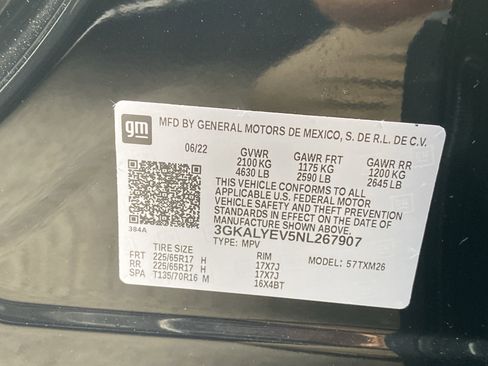 gm
MFD BY GENERAL MOTORS DE MEXICO, S. DE R.L. DE C.V.
06/22 GVWR GAWR FRT GAWR RR
2100 KG 1175 KG 1200 KG
4630 LB 2590 LB 2645 LB
THIS VEHICLE CONFORMS TO ALL
APPLICABLE U.S. FEDERAL MOTOR
VEHICLE SAFETY AND THEFT
PREVENTION STANDARDS IN EFFECT
ON THE DATE OF MANUFACTURE
SHOWN ABOVE.
384A
3GKALYEV5NL267907
TYPE: MPV MODEL: 57TXM26
TIRE SIZE RIM
FRT 225/65R17 H 17X7J
RR 225/65R17 H 17X7J
SPA T135/70R16 M 16X4BT